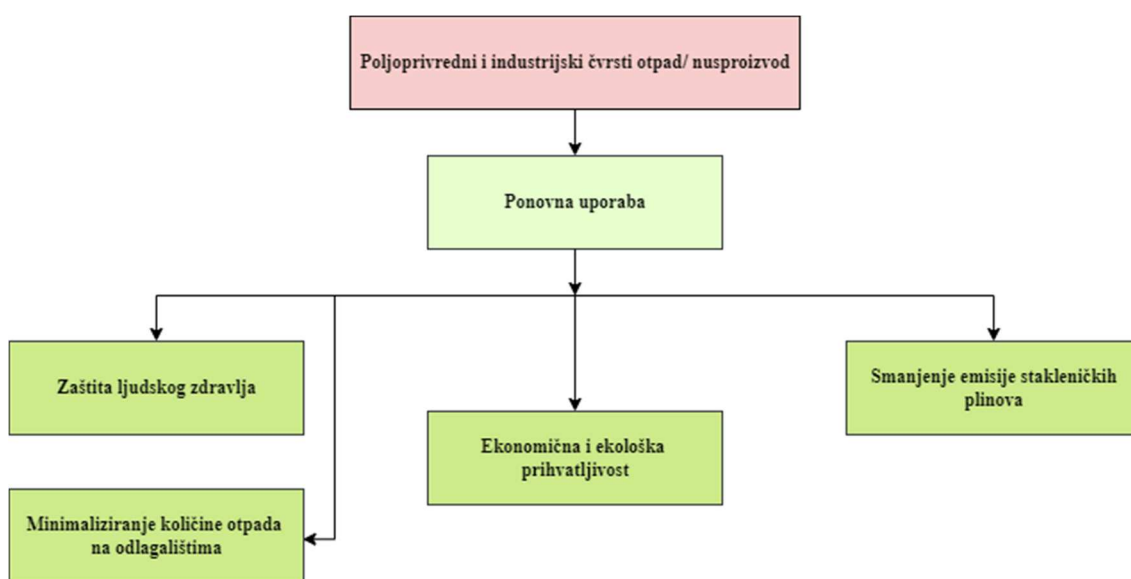 Poljoprivredni i industrijski čvrsti otpad/ nusproizvod
Ponovna uporaba
Zaštita ljudskog zdravlja
Smanjenje emisije stakleničkih
plinova
Ekonomična i ekološka
prihvatljivost
Minimaliziranje količine otpada
na odlagalištima